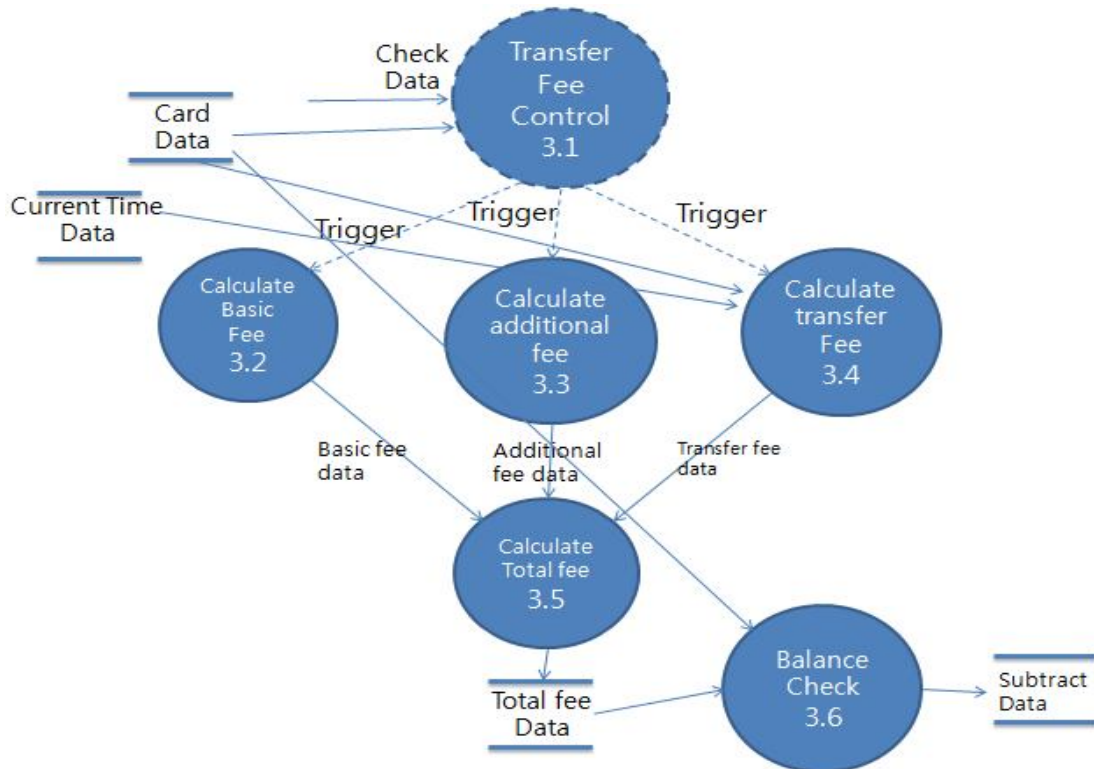 Check
Data
Transfer
Fee
Control
3.1
Card
Data
Current Time
Data
Trigger
Trigger
Trigger
Calculate
Basic
Fee
3.2
Calculate
additional
fee
3.3
Calculate
transfer
Fee
3.4
Basic fee
data
Additional
fee data
Transfer fee
data
Calculate
Total fee
3.5
Total fee
Data
Balance
Check
3.6
Subtract
Data